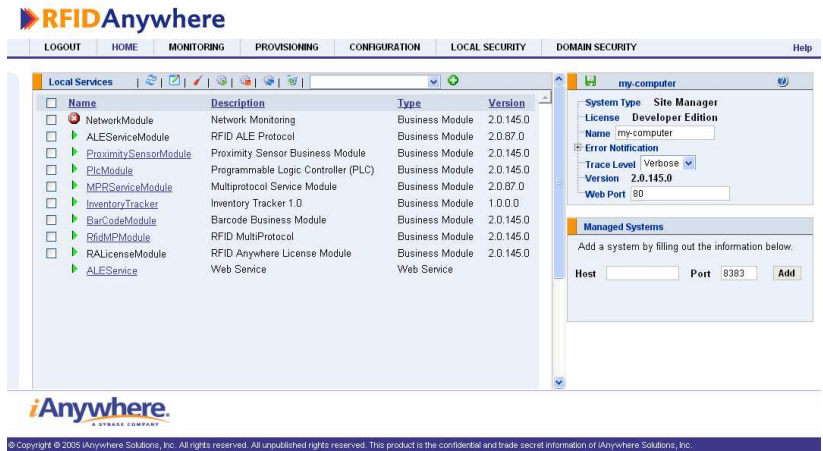 RFIDAnywhere
LOGOUT HOME MONITORING PROVISIONING CONFIGURATION LOCAL SECURITY DOMAIN SECURITY Help
Local Services
Name Description Type Version
NetworkModule Network Monitoring Business Module 2.0.145.0
ALEServiceModule RFID ALE Protocol Business Module 2.0.87.0
ProximitySensorModule Proximity Sensor Business Module Business Module 2.0.145.0
PlcModule Programmable Logic Controller (PLC) Business Module 2.0.145.0
MPRServiceModule Multiprotocol Service Module Business Module 2.0.87.0
InventoryTracker Inventory Tracker 1.0 Business Module 1.0.0.0
BarCodeModule Barcode Business Module Business Module 2.0.145.0
RfidMPModule RFID MultiProtocol Business Module 2.0.145.0
RALicenseModule RFID Anywhere License Module Business Module 2.0.145.0
ALEService Web Service Web Service
my-computer
System Type Site Manager
License Developer Edition
Name my-computer
Error Notification
Trace Level Verbose
Version 2.0.145.0
Web Port 80
Managed Systems
Add a system by filling out the information below.
Host Port 8383 Add
iAnywhere.
A SYBASE COMPANY
© Copyright © 2005 iAnywhere Solutions, Inc. All rights reserved. All unpublished rights reserved. This product is the confidential and trade secret information of iAnywhere Solutions, Inc.